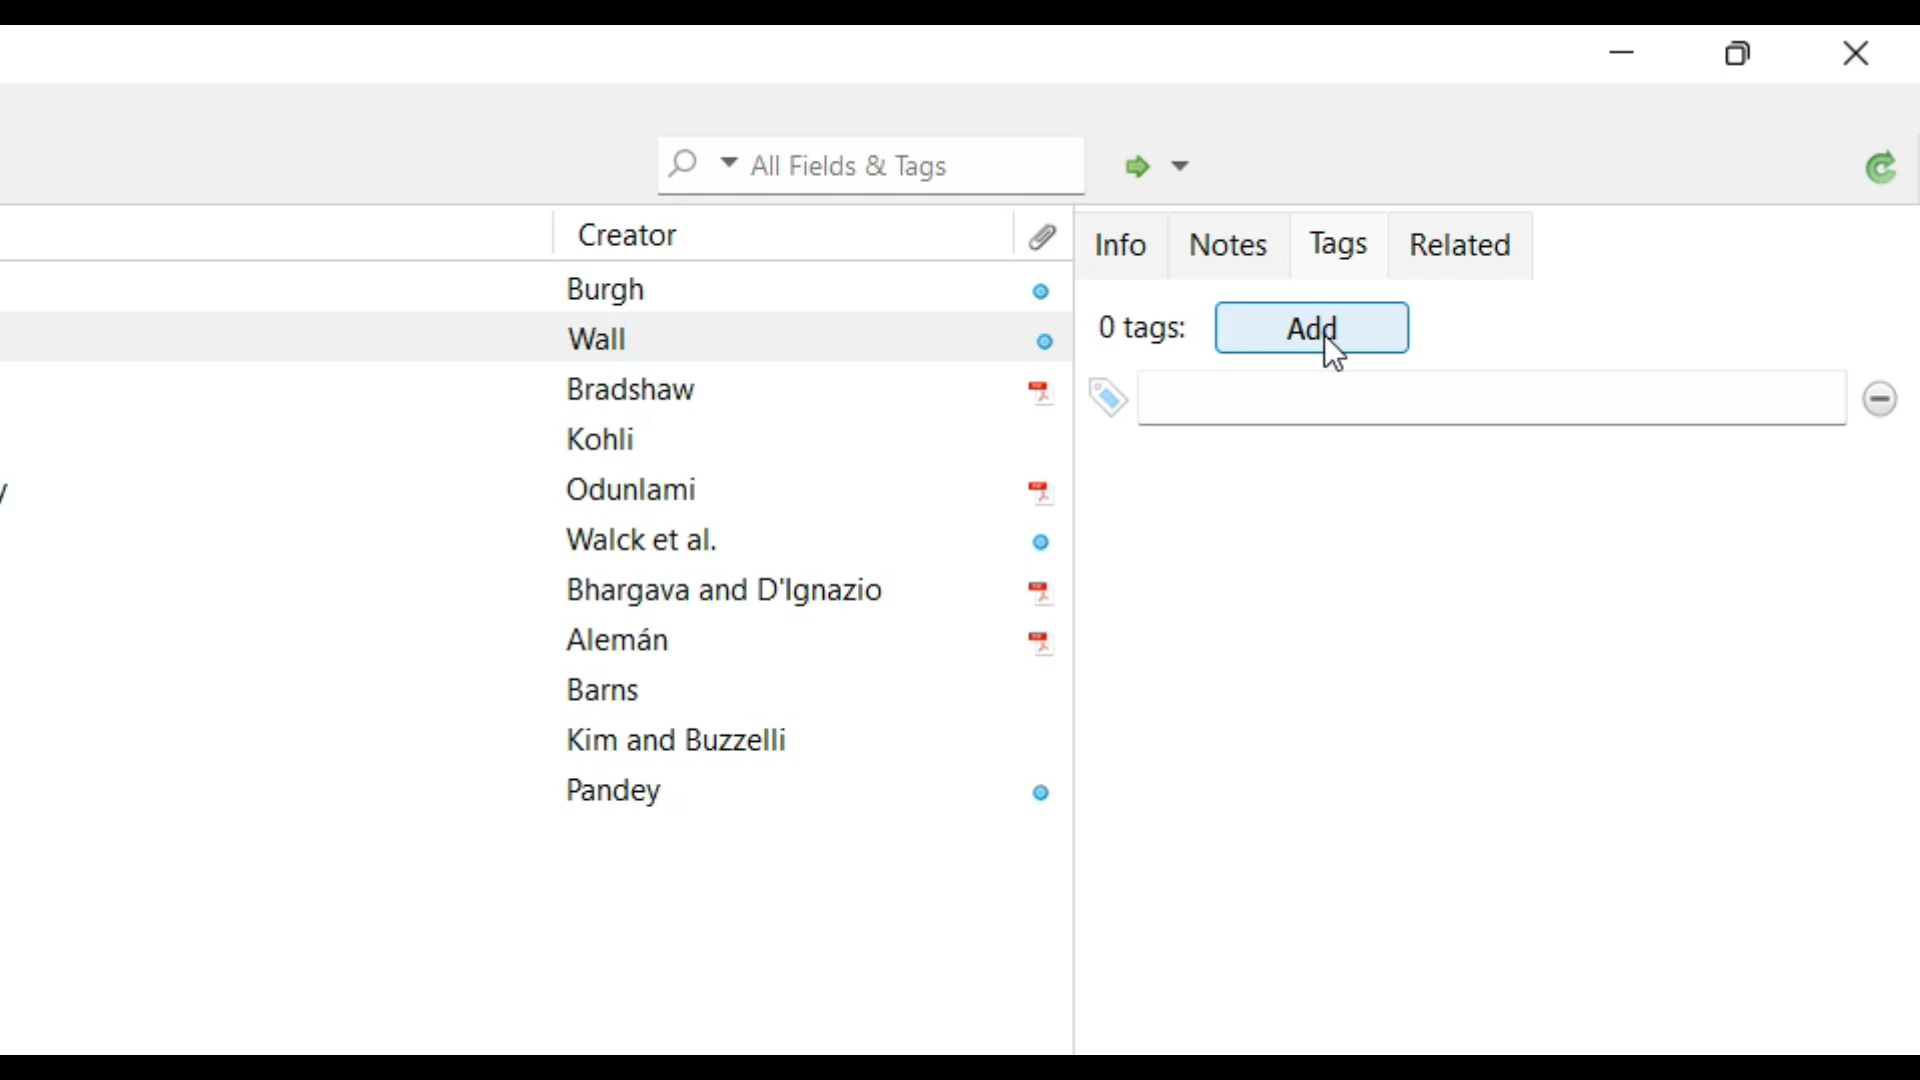 All Fields & Tags
Creator
Info Notes Tags Related
Burgh
0 tags: Add
Wall
Bradshaw
Kohli
Odunlami
Walck et al.
Bhargava and D'Ignazio
Alemán
Barns
Kim and Buzzelli
Pandey